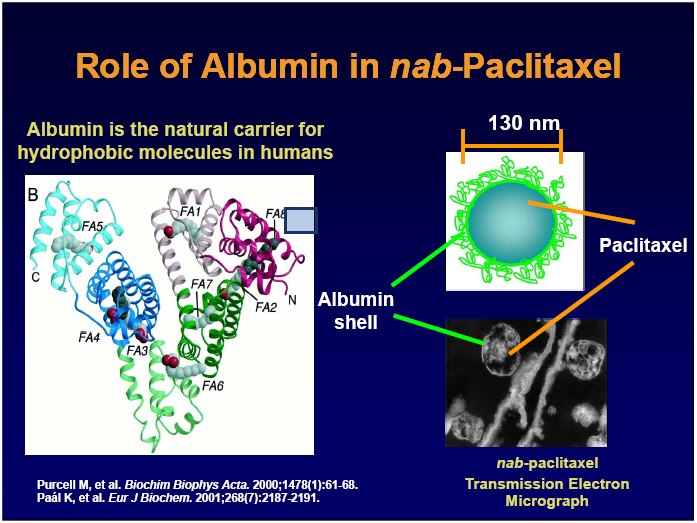 Role of Albumin in nab-Paclitaxel
Albumin is the natural carrier for
hydrophobic molecules in humans
B
FA5
C
FA1
FA8
FA7
N
FA2
FA4
FA3
FA6
130 nm
Paclitaxel
Albumin
shell
nab-paclitaxel
Transmission Electron
Micrograph
Purcell M, et al. Biochim Biophys Acta. 2000;1478(1):61-68.
Paál K, et al. Eur J Biochem. 2001;268(7):2187-2191.